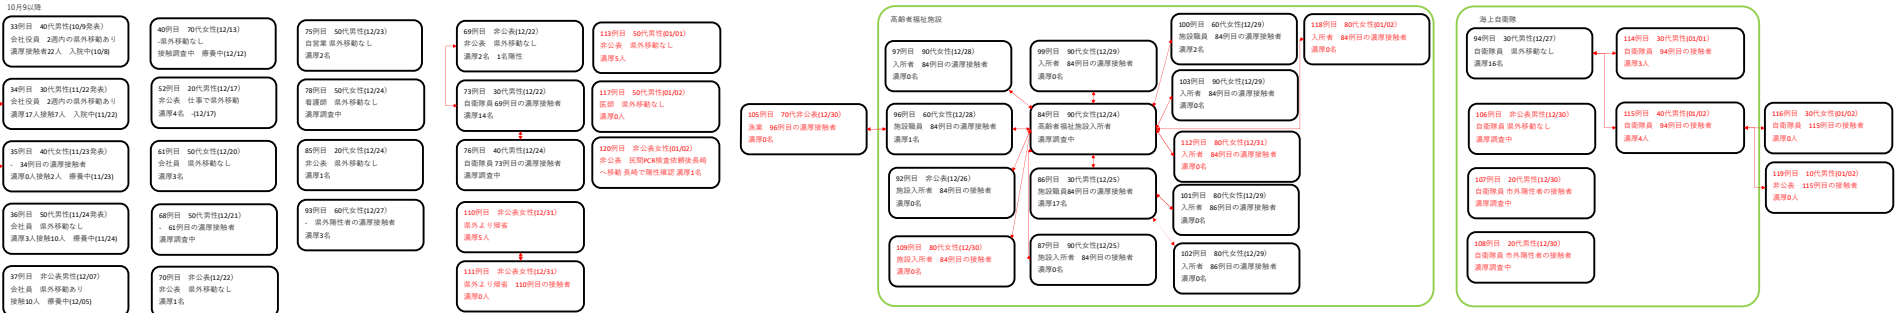 10月9以降
33例目　40代男性(10/9発表)
会社役員　2週内の県外移動あり
濃厚接触者22人　入院中(10/8)
34例目　30代男性(11/22発表)
会社役員　2週内の県外移動あり
濃厚17人接触7人　入院中(11/22)
35例目　40代女性(11/23発表)
-　34例目の濃厚接触者
濃厚0人接触2人　療養中(11/23)
36例目　50代女性(11/24発表)
会社員　県外移動なし
濃厚3人接触10人　療養中(11/24)
37例目　非公表男性(12/07)
会社員　県外移動あり
接触10人　療養中(12/05)
40例目　70代女性(12/13)
-県外移動なし
接触調査中　療養中(12/12)
52例目　20代男性(12/17)
非公表　仕事で県外移動
濃厚4名　-(12/17)
61例目　50代女性(12/20)
会社員　県外移動なし
濃厚3名
68例目　50代男性(12/21)
-　61例目の濃厚接触者
濃厚調査中
70例目　非公表(12/22)
非公表　県外移動なし
濃厚1名
75例目　50代男性(12/23)
自営業 県外移動なし
濃厚2名
78例目　50代女性(12/24)
看護師　県外移動なし
濃厚調査中
85例目　20代女性(12/24)
非公表　県外移動なし
濃厚1名
93例目　60代女性(12/27)
-　県外陽性者の濃厚接触者
濃厚3名
69例目　非公表(12/22)
非公表　県外移動なし
濃厚2名　1名陽性
73例目　30代男性(12/22)
自衛隊員 69例目の濃厚接触者
濃厚14名
76例目　40代男性(12/24)
自衛隊員 73例目の濃厚接触者
濃厚調査中
110例目　非公表女性(12/31)
県外より帰省
濃厚5人
111例目　非公表女性(12/31)
県外より帰省　110例目の接触者
濃厚0人
113例目　50代男性(01/01)
非公表　県外移動なし
濃厚5人
117例目　50代男性(01/02)
医師　県外移動なし
濃厚0人
120例目　非公表女性(01/02)
非公表　民間PCR検査依頼後長崎
へ移動 長崎で陽性確認 濃厚1名
105例目　70代非公表(12/30)
漁業　96例目の濃厚接触者
濃厚0名
高齢者福祉施設
97例目　90代女性(12/28)
入所者　84例目の濃厚接触者
濃厚0名
96例目　60代女性(12/28)
施設職員　84例目の濃厚接触者
濃厚1名
92例目　非公表(12/26)
施設入所者　84例目の濃厚接触者
濃厚0名
109例目　80代女性(12/30)
施設入所者　84例目の濃厚接触者
濃厚0名
99例目　90代女性(12/29)
入所者　84例目の濃厚接触者
濃厚0名
84例目　90代女性(12/24)
高齢者福祉施設入所者
濃厚調査中
86例目　30代男性(12/25)
施設職員84例目の濃厚接触者
濃厚17名
87例目　90代女性(12/25)
施設入所者　84例目の濃厚接触者
濃厚0名
100例目　60代女性(12/29)
施設職員　84例目の濃厚接触者
濃厚2名
103例目　90代女性(12/29)
入所者　84例目の濃厚接触者
濃厚0名
112例目　80代女性(12/31)
入所者　84例目の濃厚接触者
濃厚0名
101例目　80代女性(12/29)
入所者　86例目の濃厚接触者
濃厚0名
102例目　80代女性(12/29)
入所者　86例目の濃厚接触者
濃厚0名
118例目　80代女性(01/02)
入所者　84例目の濃厚接触者
濃厚0名
海上自衛隊
94例目　30代男性(12/27)
自衛隊員　県外移動なし
濃厚16名
106例目　非公表男性(12/30)
自衛隊員 県外移動なし
濃厚調査中
107例目　20代男性(12/30)
自衛隊員 市外陽性者の接触者
濃厚調査中
108例目　20代男性(12/30)
自衛隊員 市外陽性者の接触者
濃厚調査中
114例目　30代男性(01/01)
自衛隊員　94例目の接触者
濃厚3人
115例目　40代男性(01/02)
自衛隊員　94例目の接触者
濃厚4人
116例目　30代女性(01/02)
自衛隊員　115例目の接触者
濃厚0人
119例目　10代男性(01/02)
非公表　115例目の接触者
濃厚0人